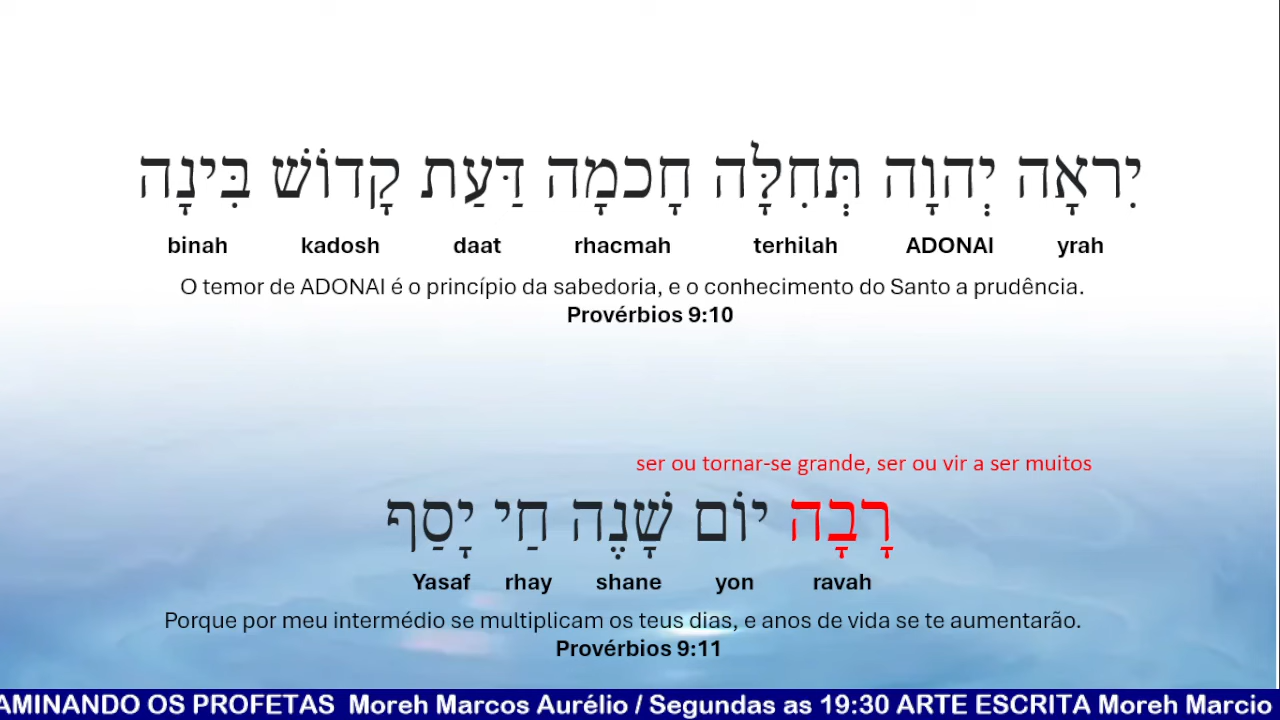 יִראָה יְהוָה תְּחִלָּה חָכמָה דַּעַת קָדוֹשׁ בִּינָה
binah kadosh daat rhacmah terhilah ADONAI yrah
O temor de ADONAI é o princípio da sabedoria, e o conhecimento do Santo a prudência.
Provérbios 9:10
ser ou tornar-se grande, ser ou vir a ser muitos
רָבָה יוֹם שָׁנֶה חַי יָסַף
Yasaf rhay shane yon ravah
Porque por meu intermédio se multiplicam os teus dias, e anos de vida se te aumentarão.
Provérbios 9:11
AMINANDO OS PROFETAS Moreh Marcos Aurélio / Segundas as 19:30 ARTE ESCRITA Moreh Marcio